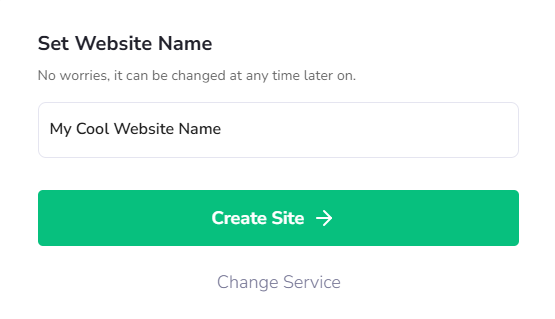 Set Website Name
No worries, it can be changed at any time later on.
My Cool Website Name
Create Site
Change Service